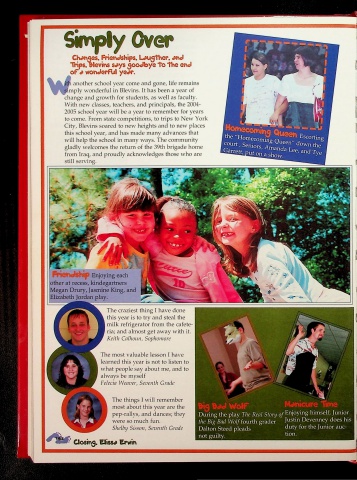 Simply Over
Changes, Friendships, Laughter, and
Trips, Blevins says goodbye to the end
of a wonderful year.
With another school year come and gone, life remains
simply wonderful in Blevins. It has been a year of
change and growth for students, as well as faculty.
With new classes, teachers, and principals, the 2004-
2005 school year will be a year to remember for years
to come. From state competitions, to trips to New York
City, Blevins soared to new heights and to new places
this school year, and has made many advances that
will help the school in many ways. The community
gladly welcomes the return of the 39th brigade home
from Iraq, and proudly acknowledges those who are
still serving.
Homecoming Queen Escorting
the "Homecoming Queen" down the
court, Seniors, Amanda Lee, and Zye
put on a show.
Friendship Enjoying each
other at recess, kindegartners
Megan Drury, Jasmine King, and
Elizabeth Jordan play.
The craziest thing I have done
this year is to try and steal the
milk refrigerator from the cafete-
ria; and almost get away with it.
Keith Calhoun, Sophomore
The most valuable lesson I have
learned this year is not to listen to
what people say about me, and to
always be myself.
Felicia Weaver, Seventh Grade
The things I will remember
most about this year are the
pep-rallys, and dances; they
were so much fun.
Shelby Sisson, Seventh Grade
Big Bad Wolf
During the play The Real Story of
the Big Bad Wolf fourth grader
Dalton Steed pleads
not guilty.
Manicure Time
Enjoying himself; Junior
Justin Devenney does his
duty for the Junior auc-
tion.
Closing, Elissa Erwin